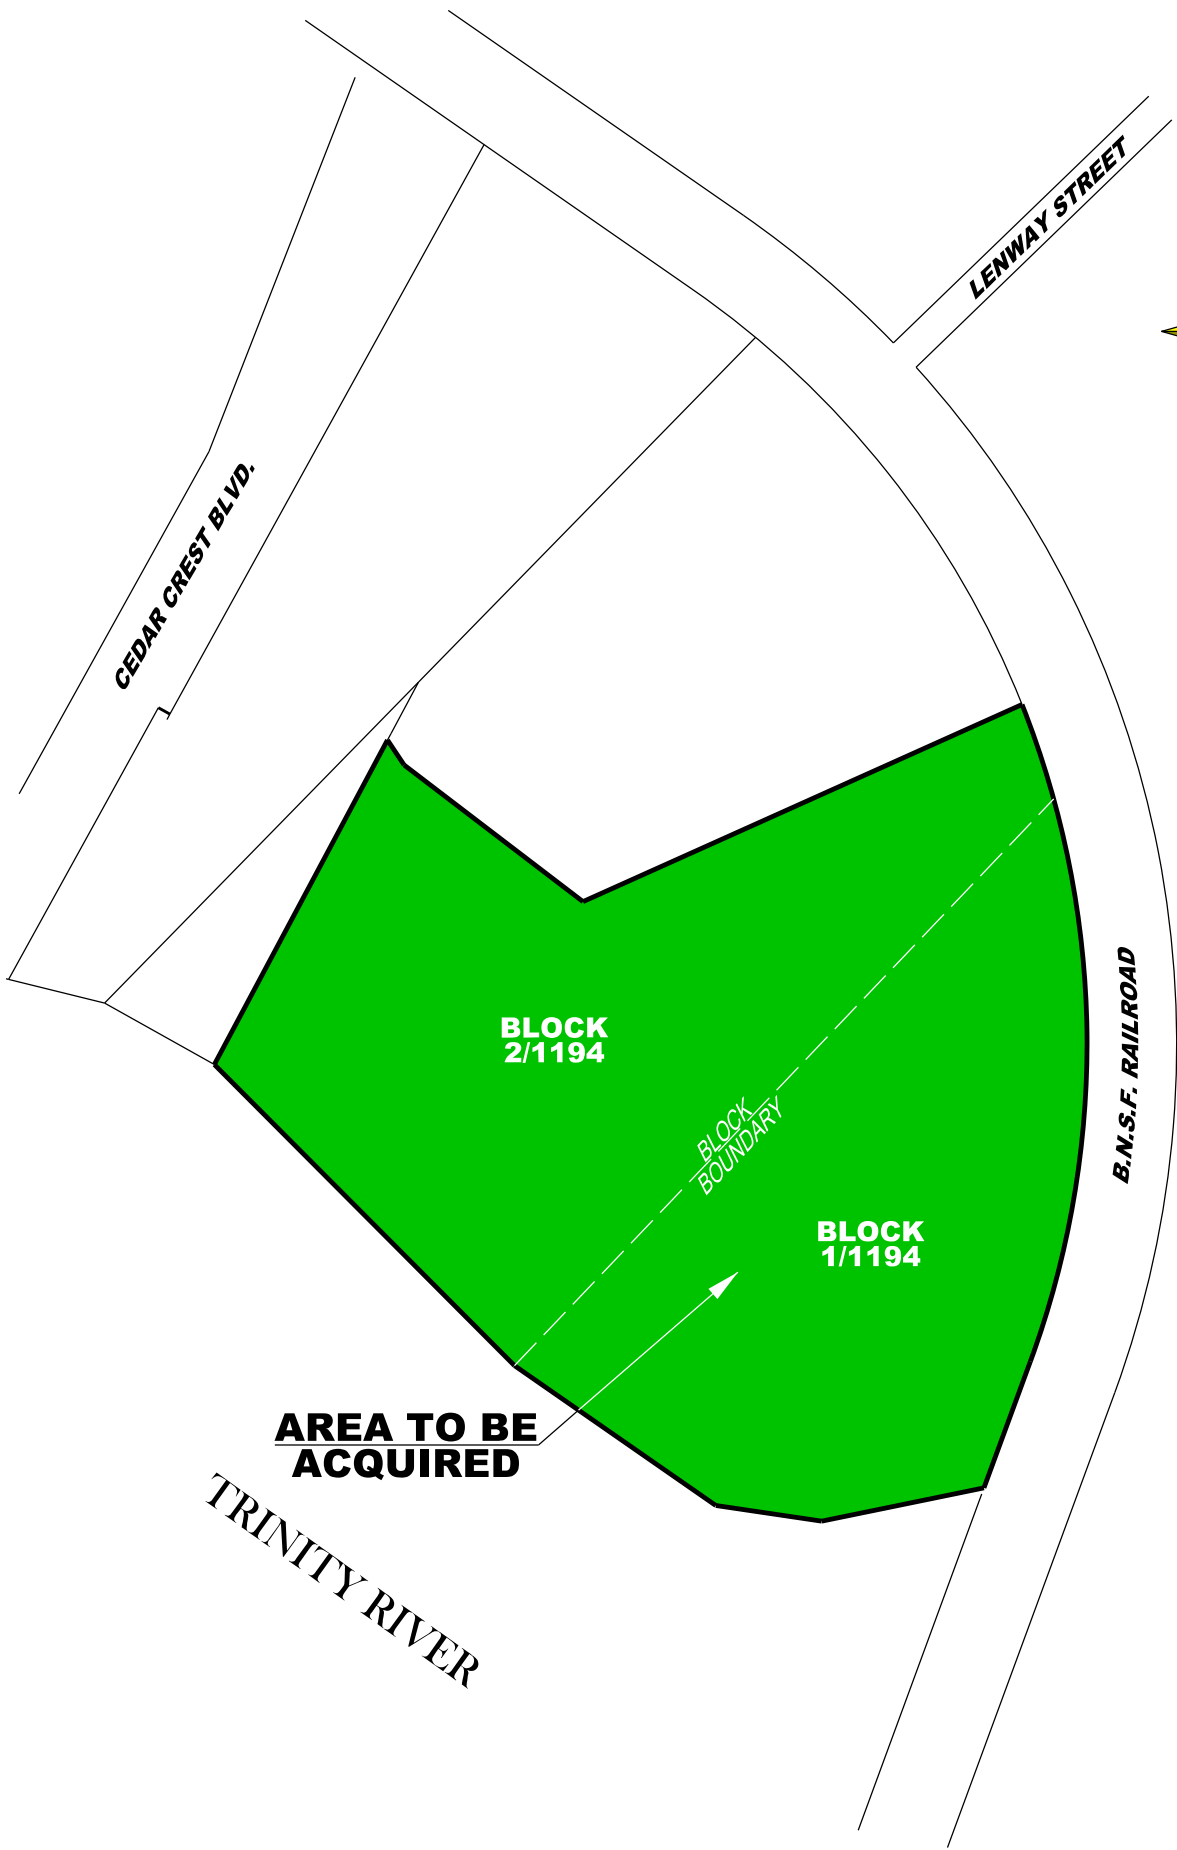 LENWAY STREET
CEDAR CREST BLVD.
B.N.S.F. RAILROAD
BLOCK
2/1194
BLOCK
BOUNDARY
BLOCK
1/1194
AREA TO BE
ACQUIRED
TRINITY RIVER